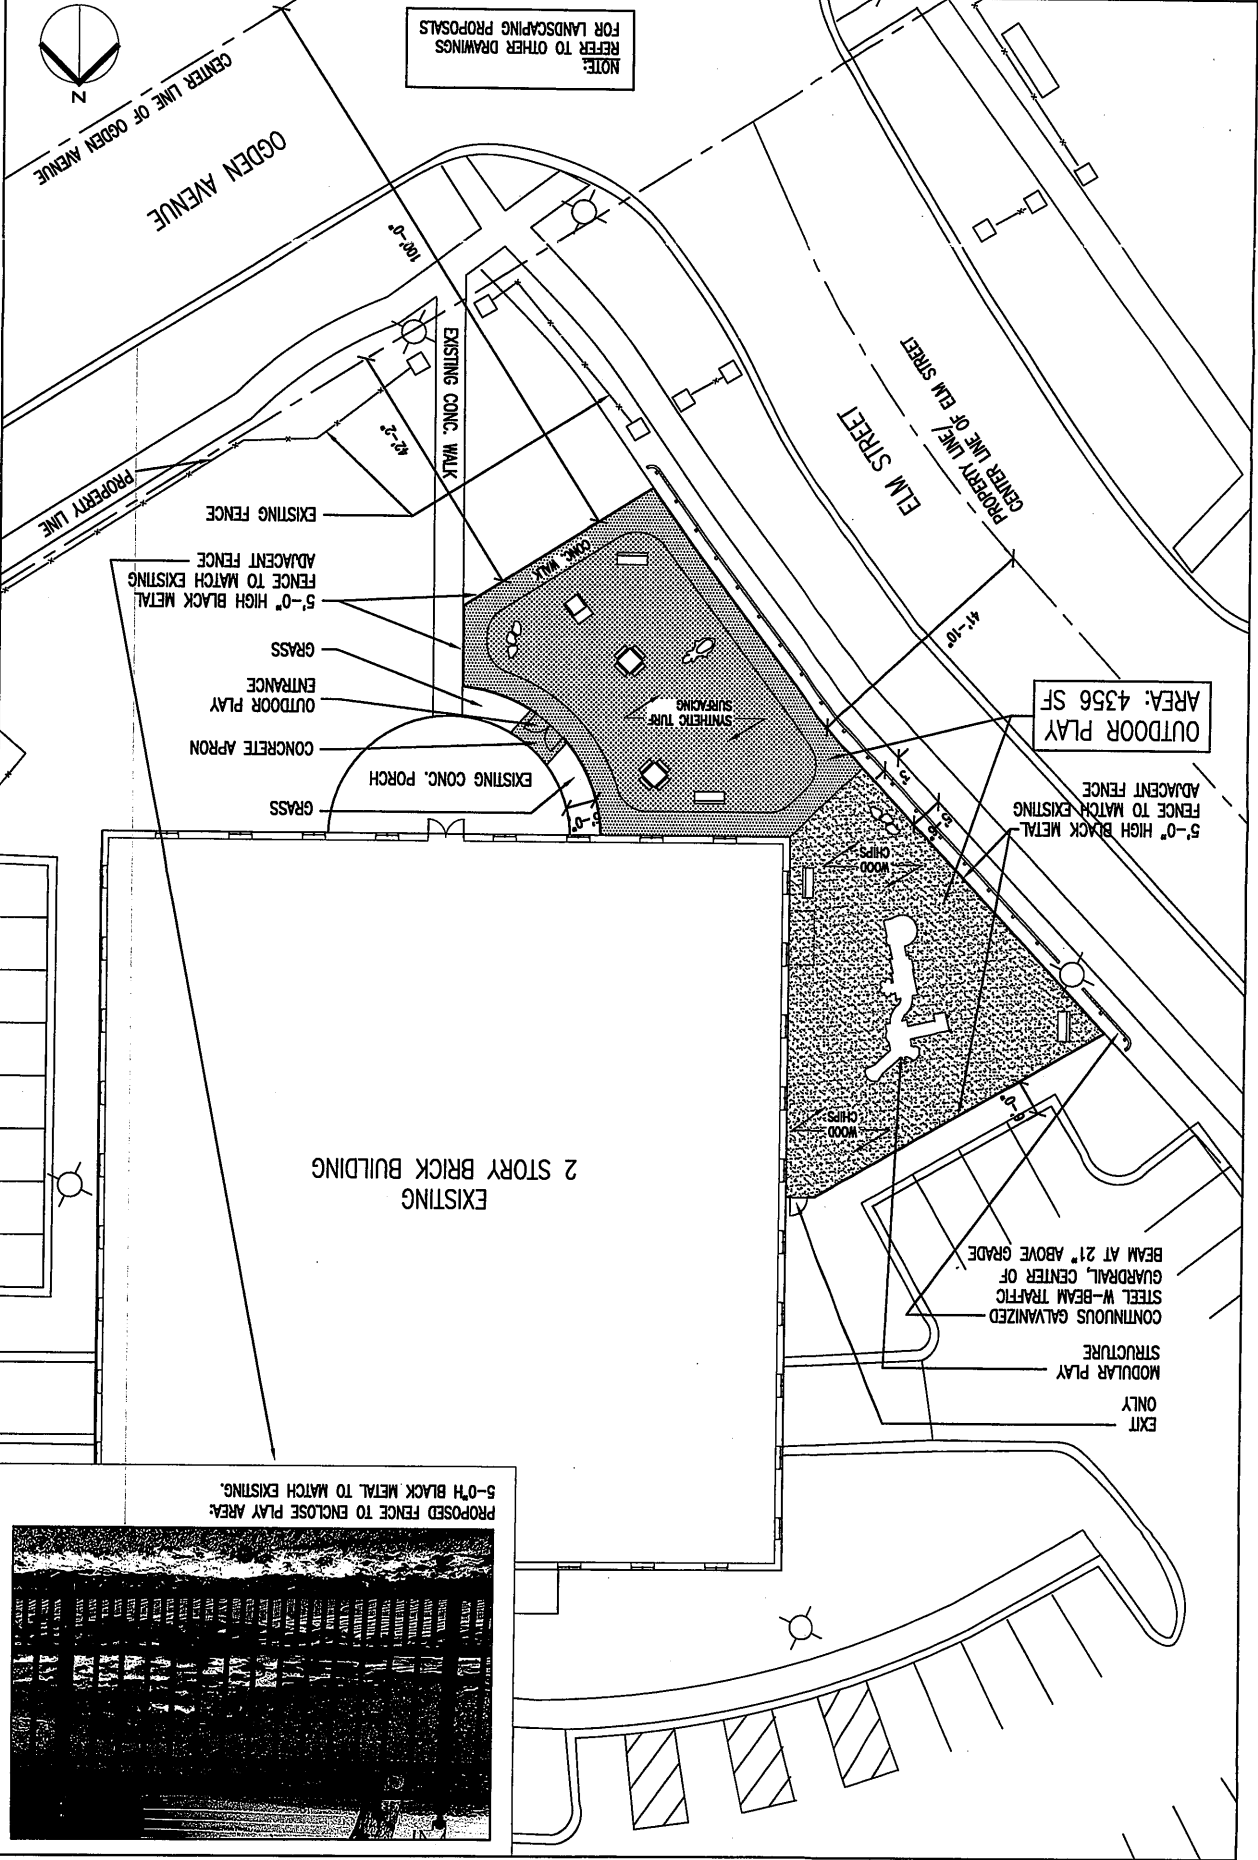 PROPOSED FENCE TO ENCLOSE PLAY AREA:
5-0"H BLACK METAL TO MATCH EXISTING.
EXIT
ONLY
MODULAR PLAY
STRUCTURE
CONTINUOUS GALVANIZED
STEEL W-BEAM TRAFFIC
GUARDRAIL, CENTER OF
BEAM AT 21" ABOVE GRADE
EXISTING
2 STORY BRICK BUILDING
WOOD
CHIPS
6'-0"
WOOD
CHIPS
5'-0" HIGH BLACK METAL
FENCE TO MATCH EXISTING
ADJACENT FENCE
OUTDOOR PLAY
AREA: 4356 SF
GRASS
EXISTING CONC. PORCH
CONCRETE APRON
OUTDOOR PLAY
ENTRANCE
GRASS
5'-0" HIGH BLACK METAL
FENCE TO MATCH EXISTING
ADJACENT FENCE
EXISTING FENCE
PROPERTY LINE
SYNTHETIC TURF
SURFACING
CONC. WALK
41'-10"
42'-2"
EXISTING CONC. WALK
ELM STREET
PROPERTY LINE/
CENTER LINE OF ELM STREET
100'-0"
OGDEN AVENUE
CENTER LINE OF OGDEN AVENUE
N
NOTE:
REFER TO OTHER DRAWINGS
FOR LANDSCAPING PROPOSALS